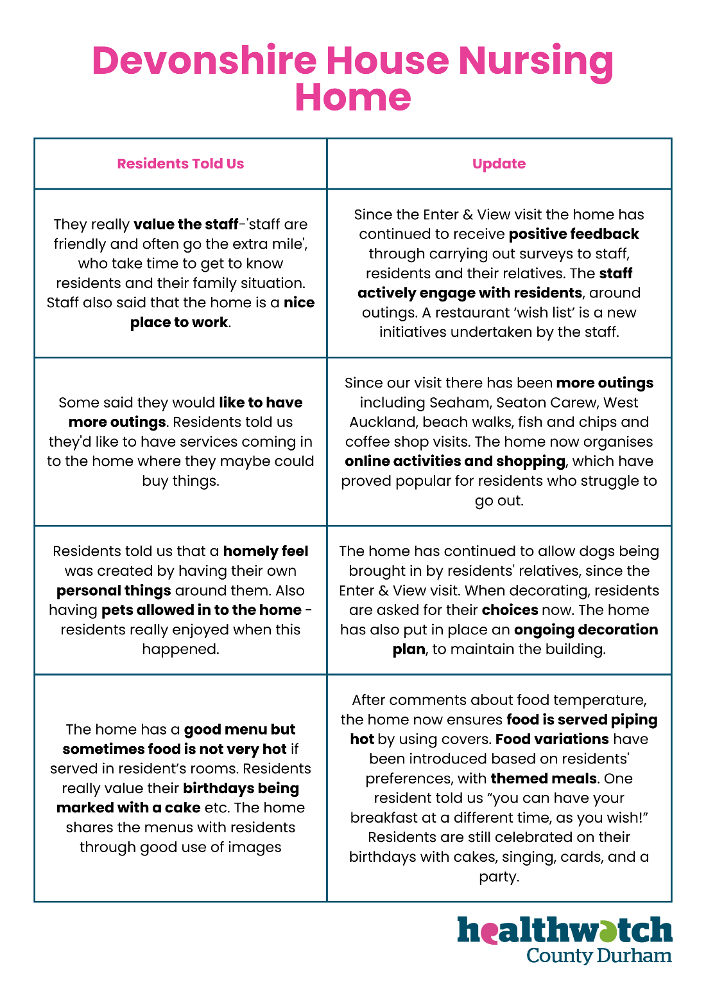 Devonshire House Nursing
Home
Residents Told Us
Update
They really value the staff-'staff are
friendly and often go the extra mile',
who take time to get to know
residents and their family situation.
Staff also said that the home is a nice
place to work.
Since the Enter & View visit the home has
continued to receive positive feedback
through carrying out surveys to staff,
residents and their relatives. The staff
actively engage with residents, around
outings. A restaurant ‘wish list’ is a new
initiatives undertaken by the staff.
Some said they would like to have
more outings. Residents told us
they'd like to have services coming in
to the home where they maybe could
buy things.
Since our visit there has been more outings
including Seaham, Seaton Carew, West
Auckland, beach walks, fish and chips and
coffee shop visits. The home now organises
online activities and shopping, which have
proved popular for residents who struggle to
go out.
Residents told us that a homely feel
was created by having their own
personal things around them. Also
having pets allowed in to the home -
residents really enjoyed when this
happened.
The home has continued to allow dogs being
brought in by residents' relatives, since the
Enter & View visit. When decorating, residents
are asked for their choices now. The home
has also put in place an ongoing decoration
plan, to maintain the building.
The home has a good menu but
sometimes food is not very hot if
served in resident’s rooms. Residents
really value their birthdays being
marked with a cake etc. The home
shares the menus with residents
through good use of images
After comments about food temperature,
the home now ensures food is served piping
hot by using covers. Food variations have
been introduced based on residents'
preferences, with themed meals. One
resident told us “you can have your
breakfast at a different time, as you wish!”
Residents are still celebrated on their
birthdays with cakes, singing, cards, and a
party.
healthwatch
County Durham